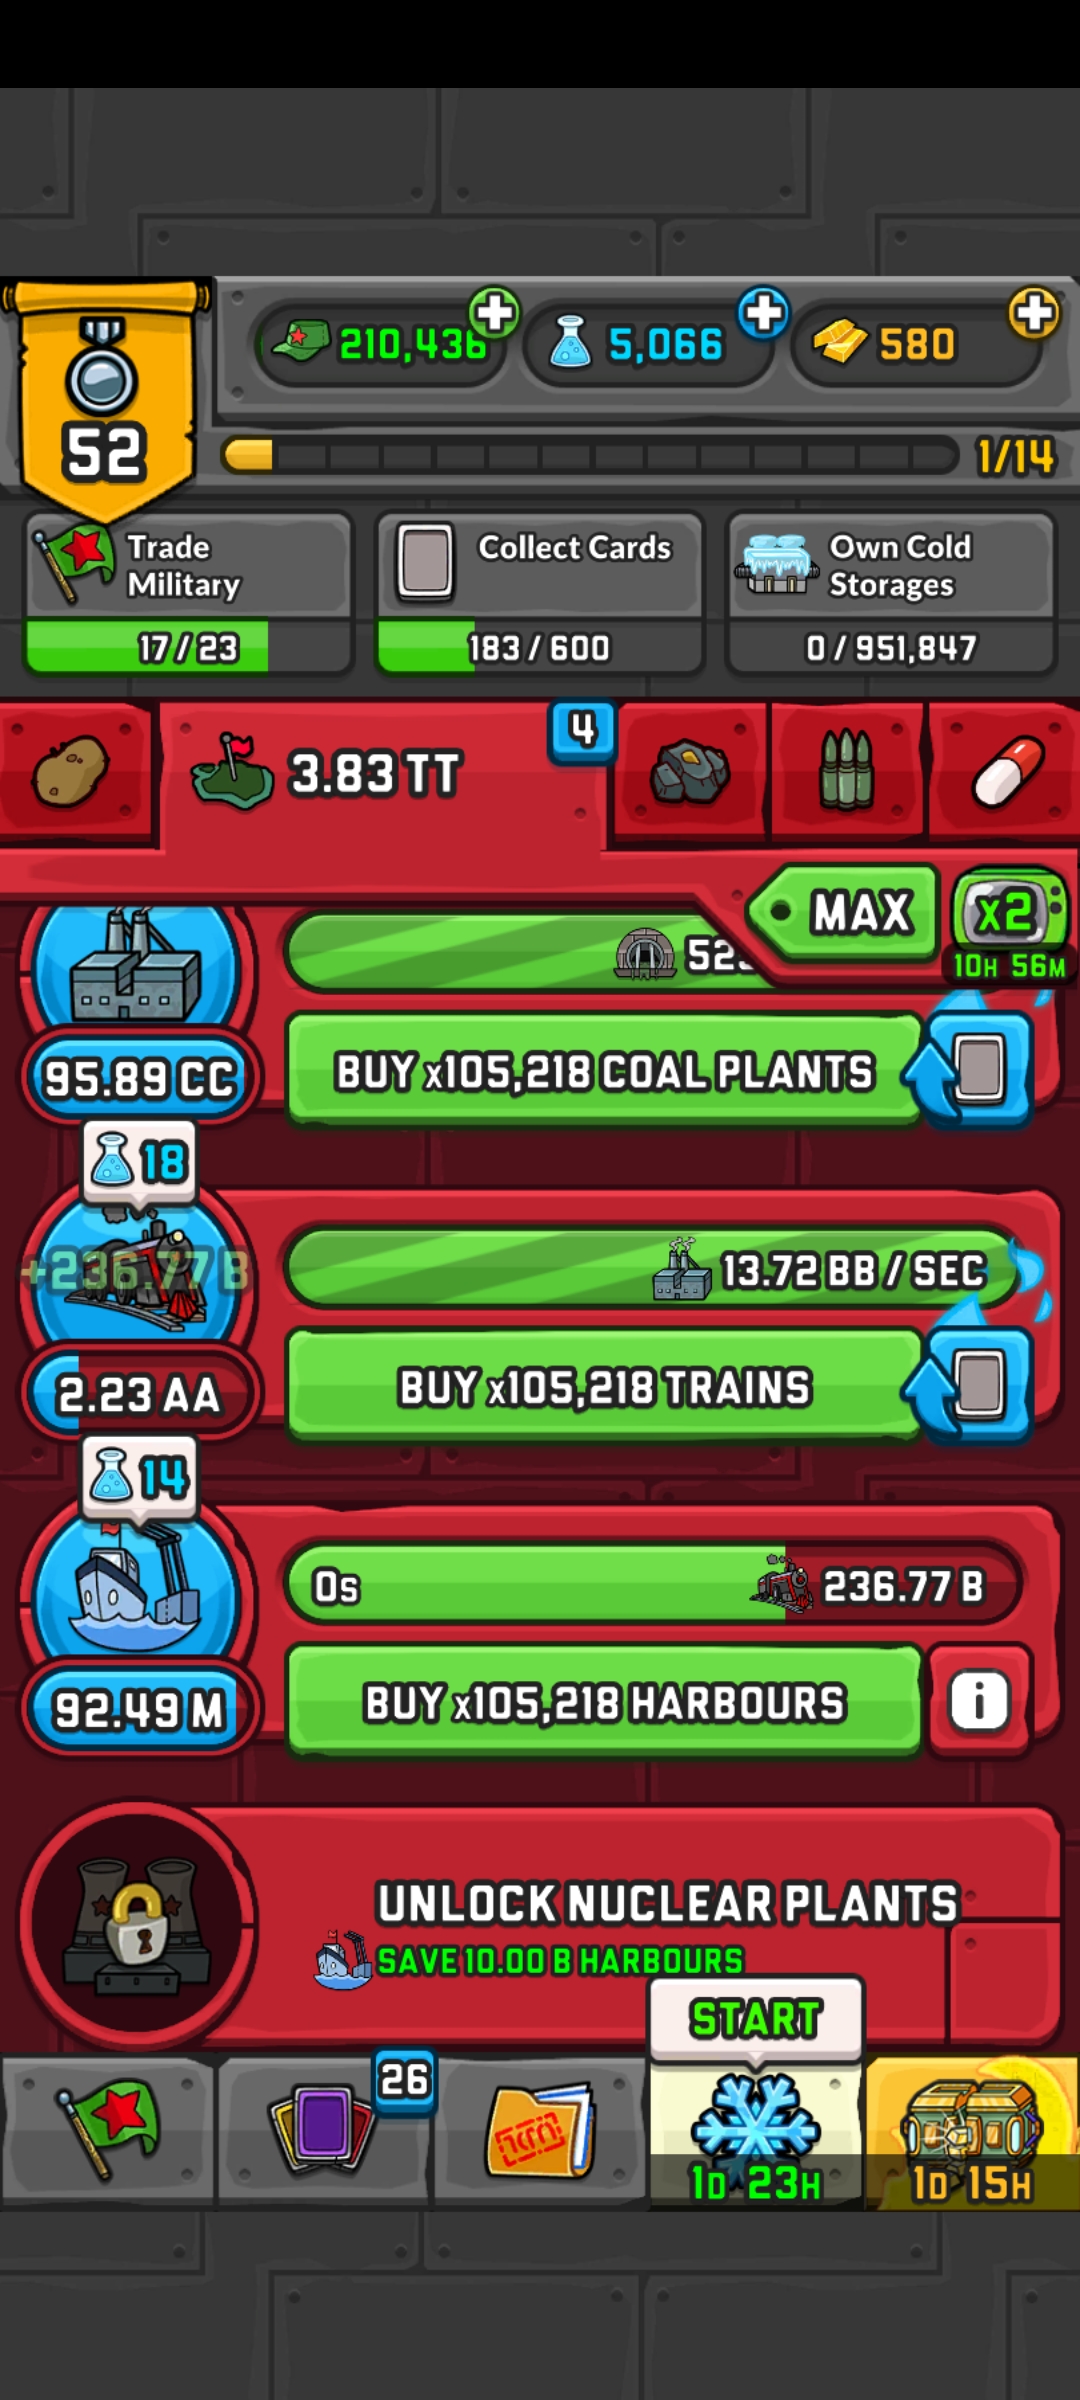 210,436
5,066
580
52
1/14
Trade
Military
Collect Cards
Own Cold
Storages
17/23
183/600
0/951,847
3.83 TT
4
MAX
x2
10H 56M
95.89 CC
BUY x105,218 COAL PLANTS
18
+236.77 B
13.72 BB / SEC
2.23 AA
BUY x105,218 TRAINS
14
0s
236.77 B
92.49 M
BUY x105,218 HARBOURS
i
UNLOCK NUCLEAR PLANTS
SAVE 10.00 B HARBOURS
START
26
1D 23H
1D 15H